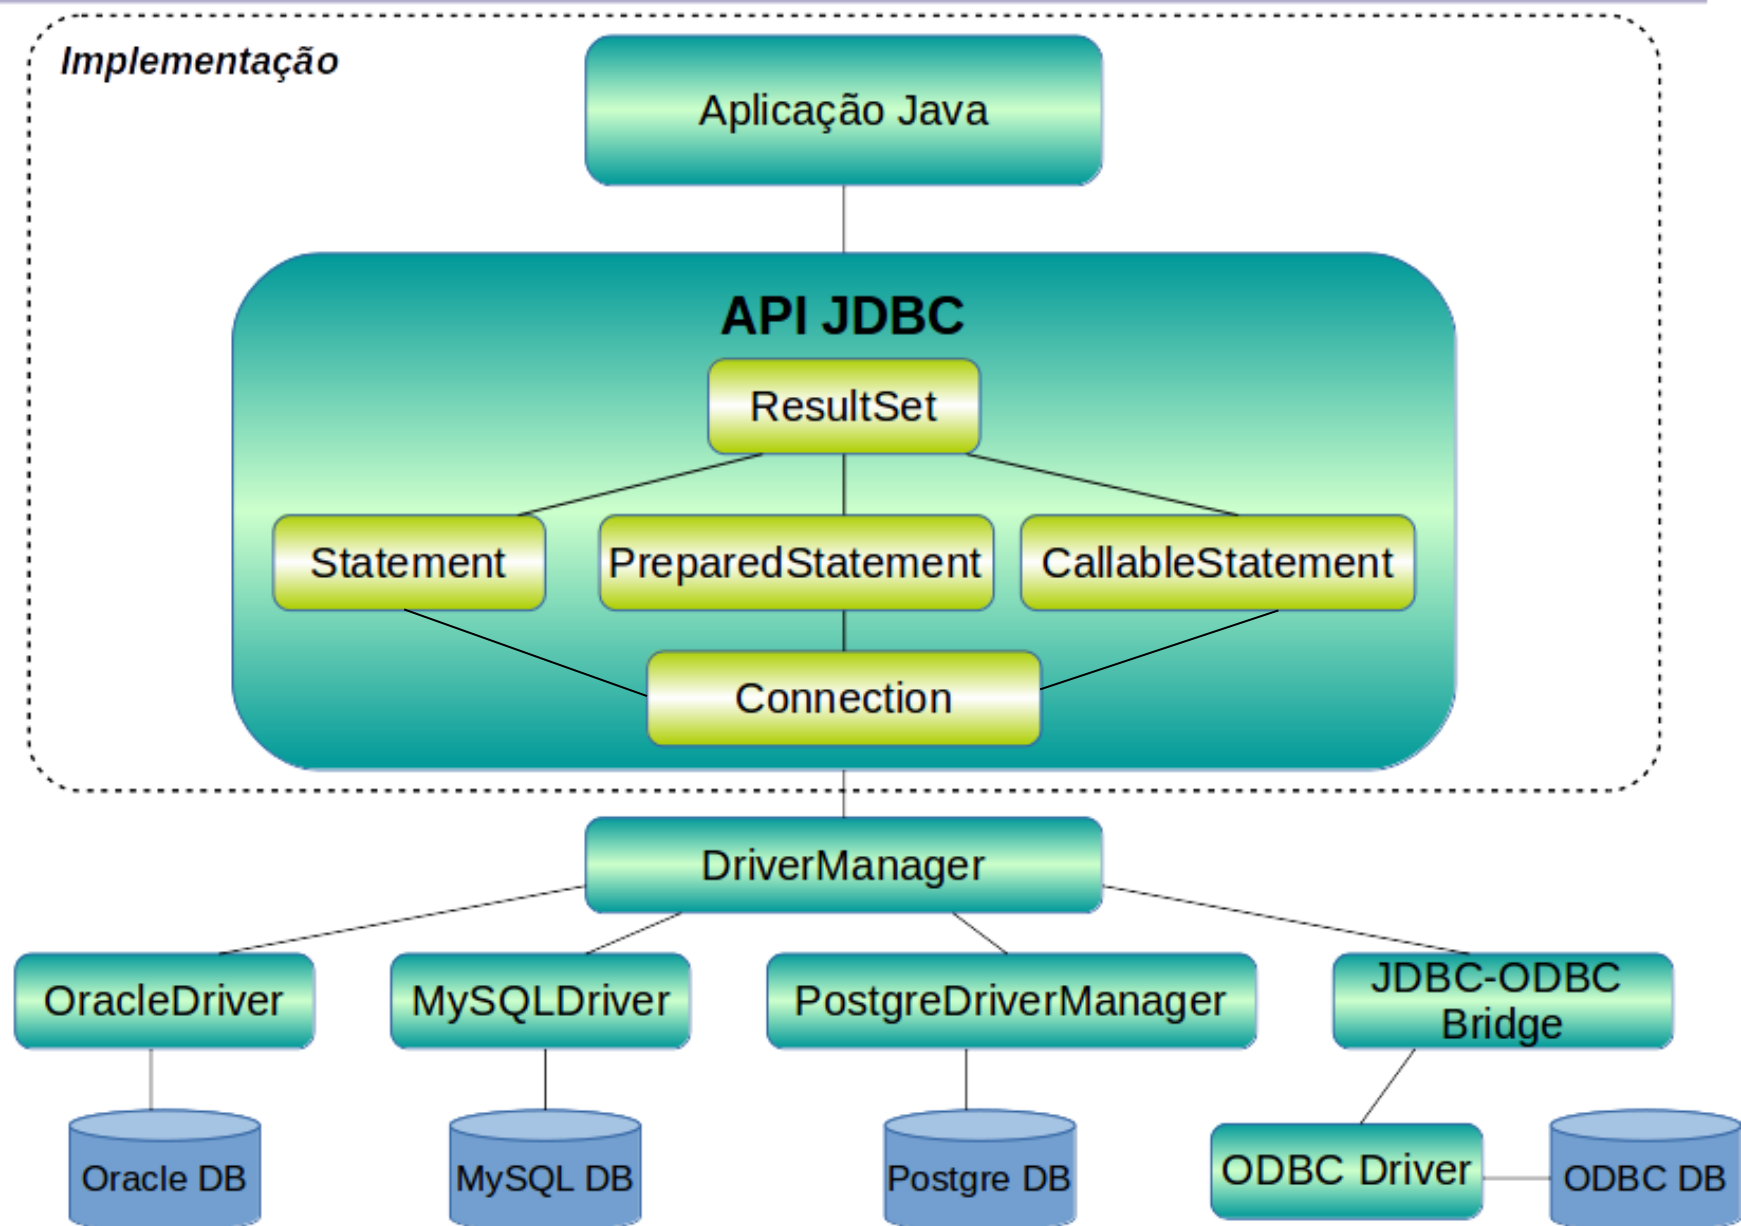 Implementação
Aplicação Java
API JDBC
ResultSet
Statement
PreparedStatement
CallableStatement
Connection
DriverManager
OracleDriver
MySQLDriver
PostgreDriverManager
JDBC-ODBC
Bridge
Oracle DB
MySQL DB
Postgre DB
ODBC Driver
ODBC DB